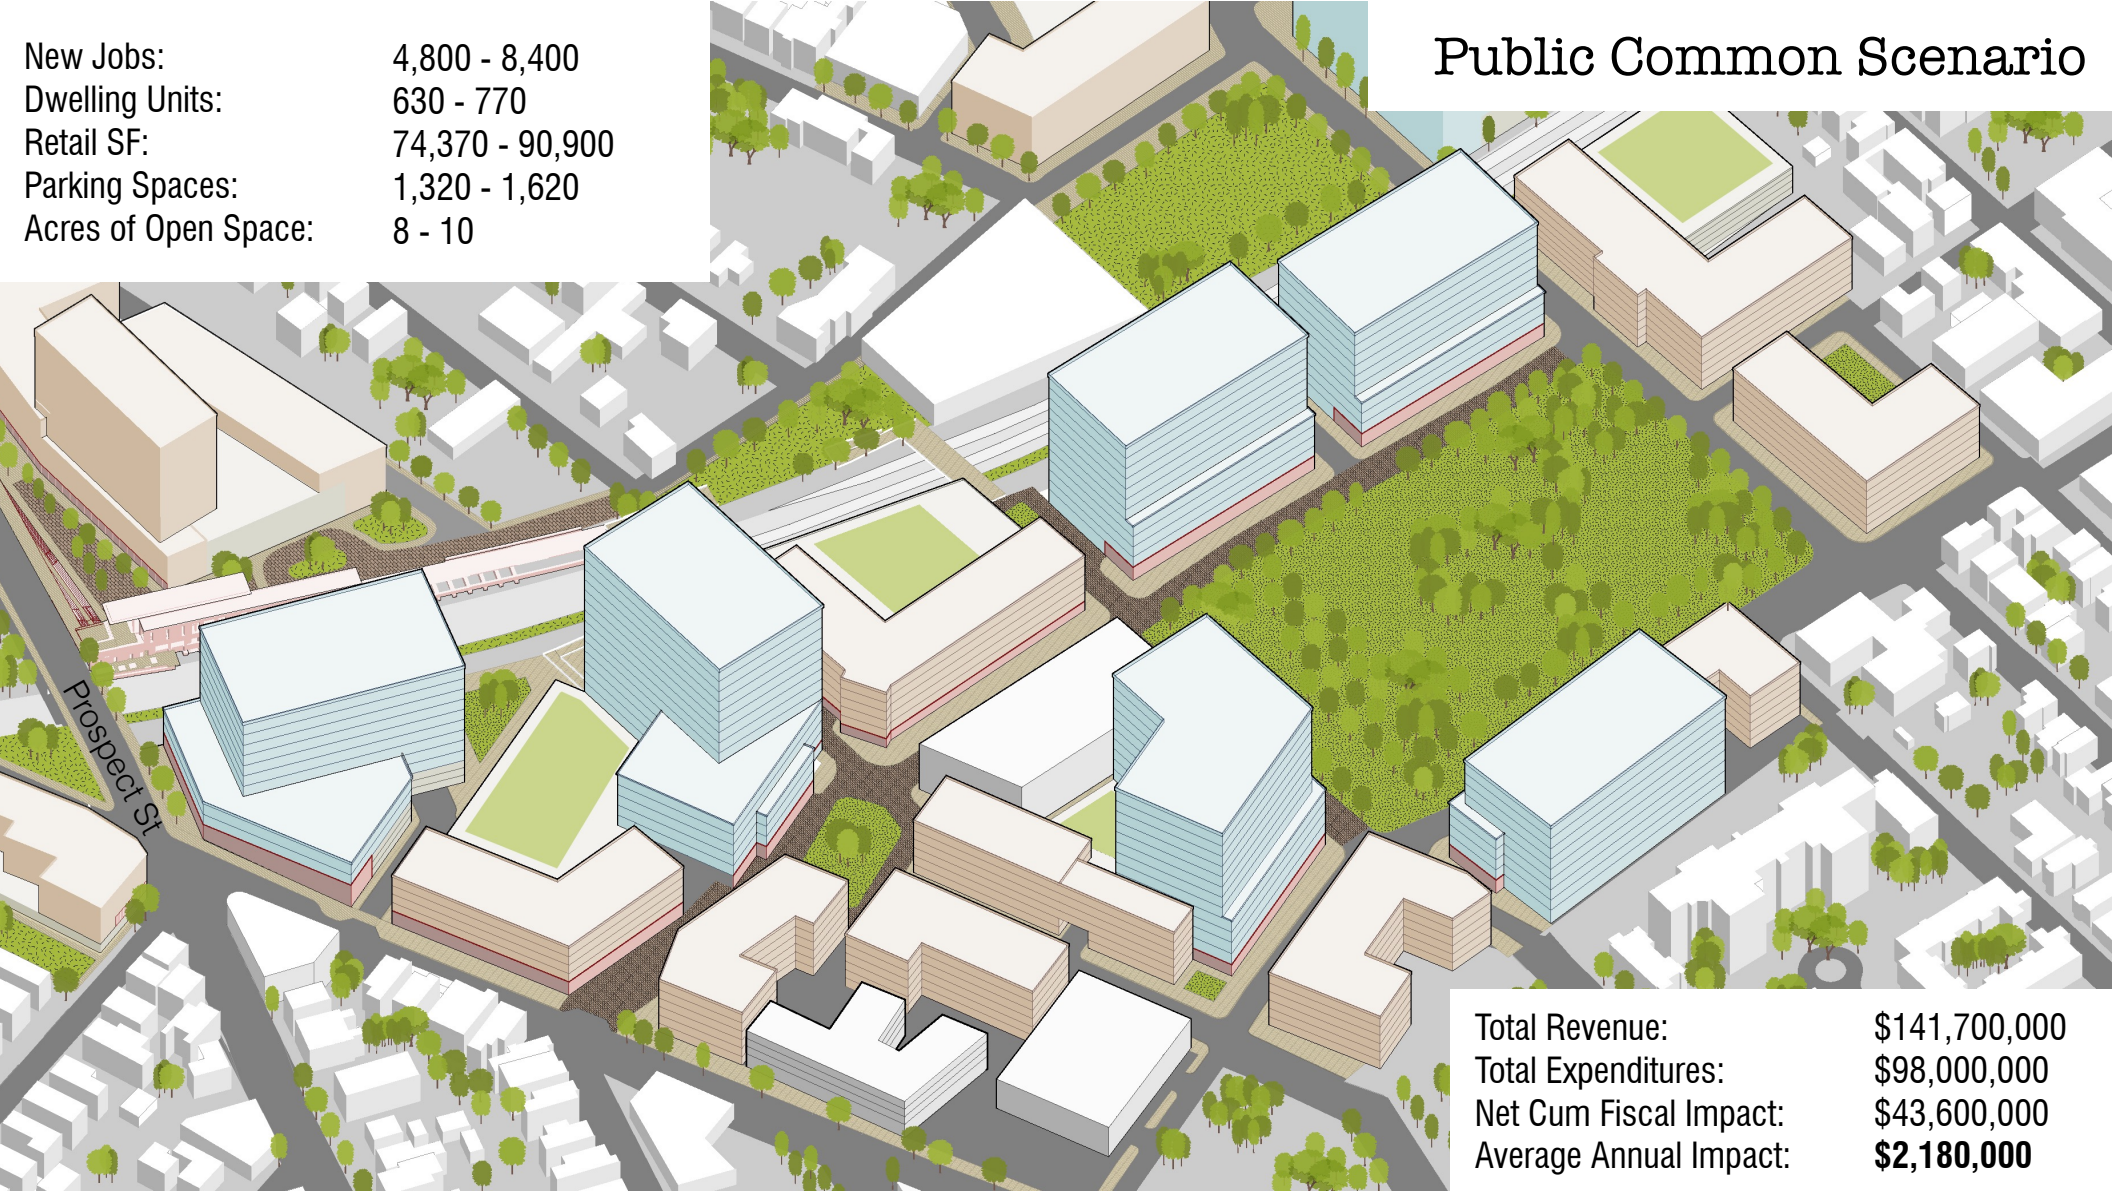 Public Common Scenario
New Jobs: 4,800 - 8,400
Dwelling Units: 630 - 770
Retail SF: 74,370 - 90,900
Parking Spaces: 1,320 - 1,620
Acres of Open Space: 8 - 10
Prospect St
Total Revenue: $141,700,000
Total Expenditures: $98,000,000
Net Cum Fiscal Impact: $43,600,000
Average Annual Impact: $2,180,000